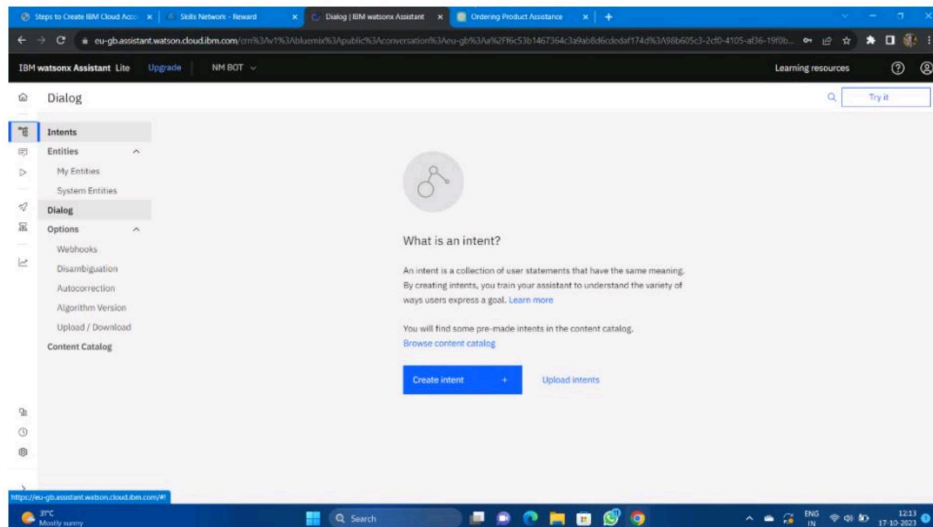 Steps to Create IBM Cloud Acco
Skills Network - Reward
Dialog | IBM watsonx Assistant
Ordering Product Assistance
eu-gb.assistant.watson.cloud.ibm.com
IBM watsonx Assistant Lite
Upgrade
NM BOT
Learning resources
Dialog
Try it
Intents
Entities
My Entities
System Entities
Dialog
Options
Webhooks
Disambiguation
Autocorrection
Algorithm Version
Upload / Download
Content Catalog
What is an intent?
An intent is a collection of user statements that have the same meaning.
By creating intents, you train your assistant to understand the variety of
ways users express a goal. Learn more
You will find some pre-made intents in the content catalog.
Browse content catalog
Create intent +
Upload intents
https://eu-gb.assistant.watson.cloud.ibm.com/#!
31°C
Mostly sunny
Search
ENG
IN
12:13
17-10-2023